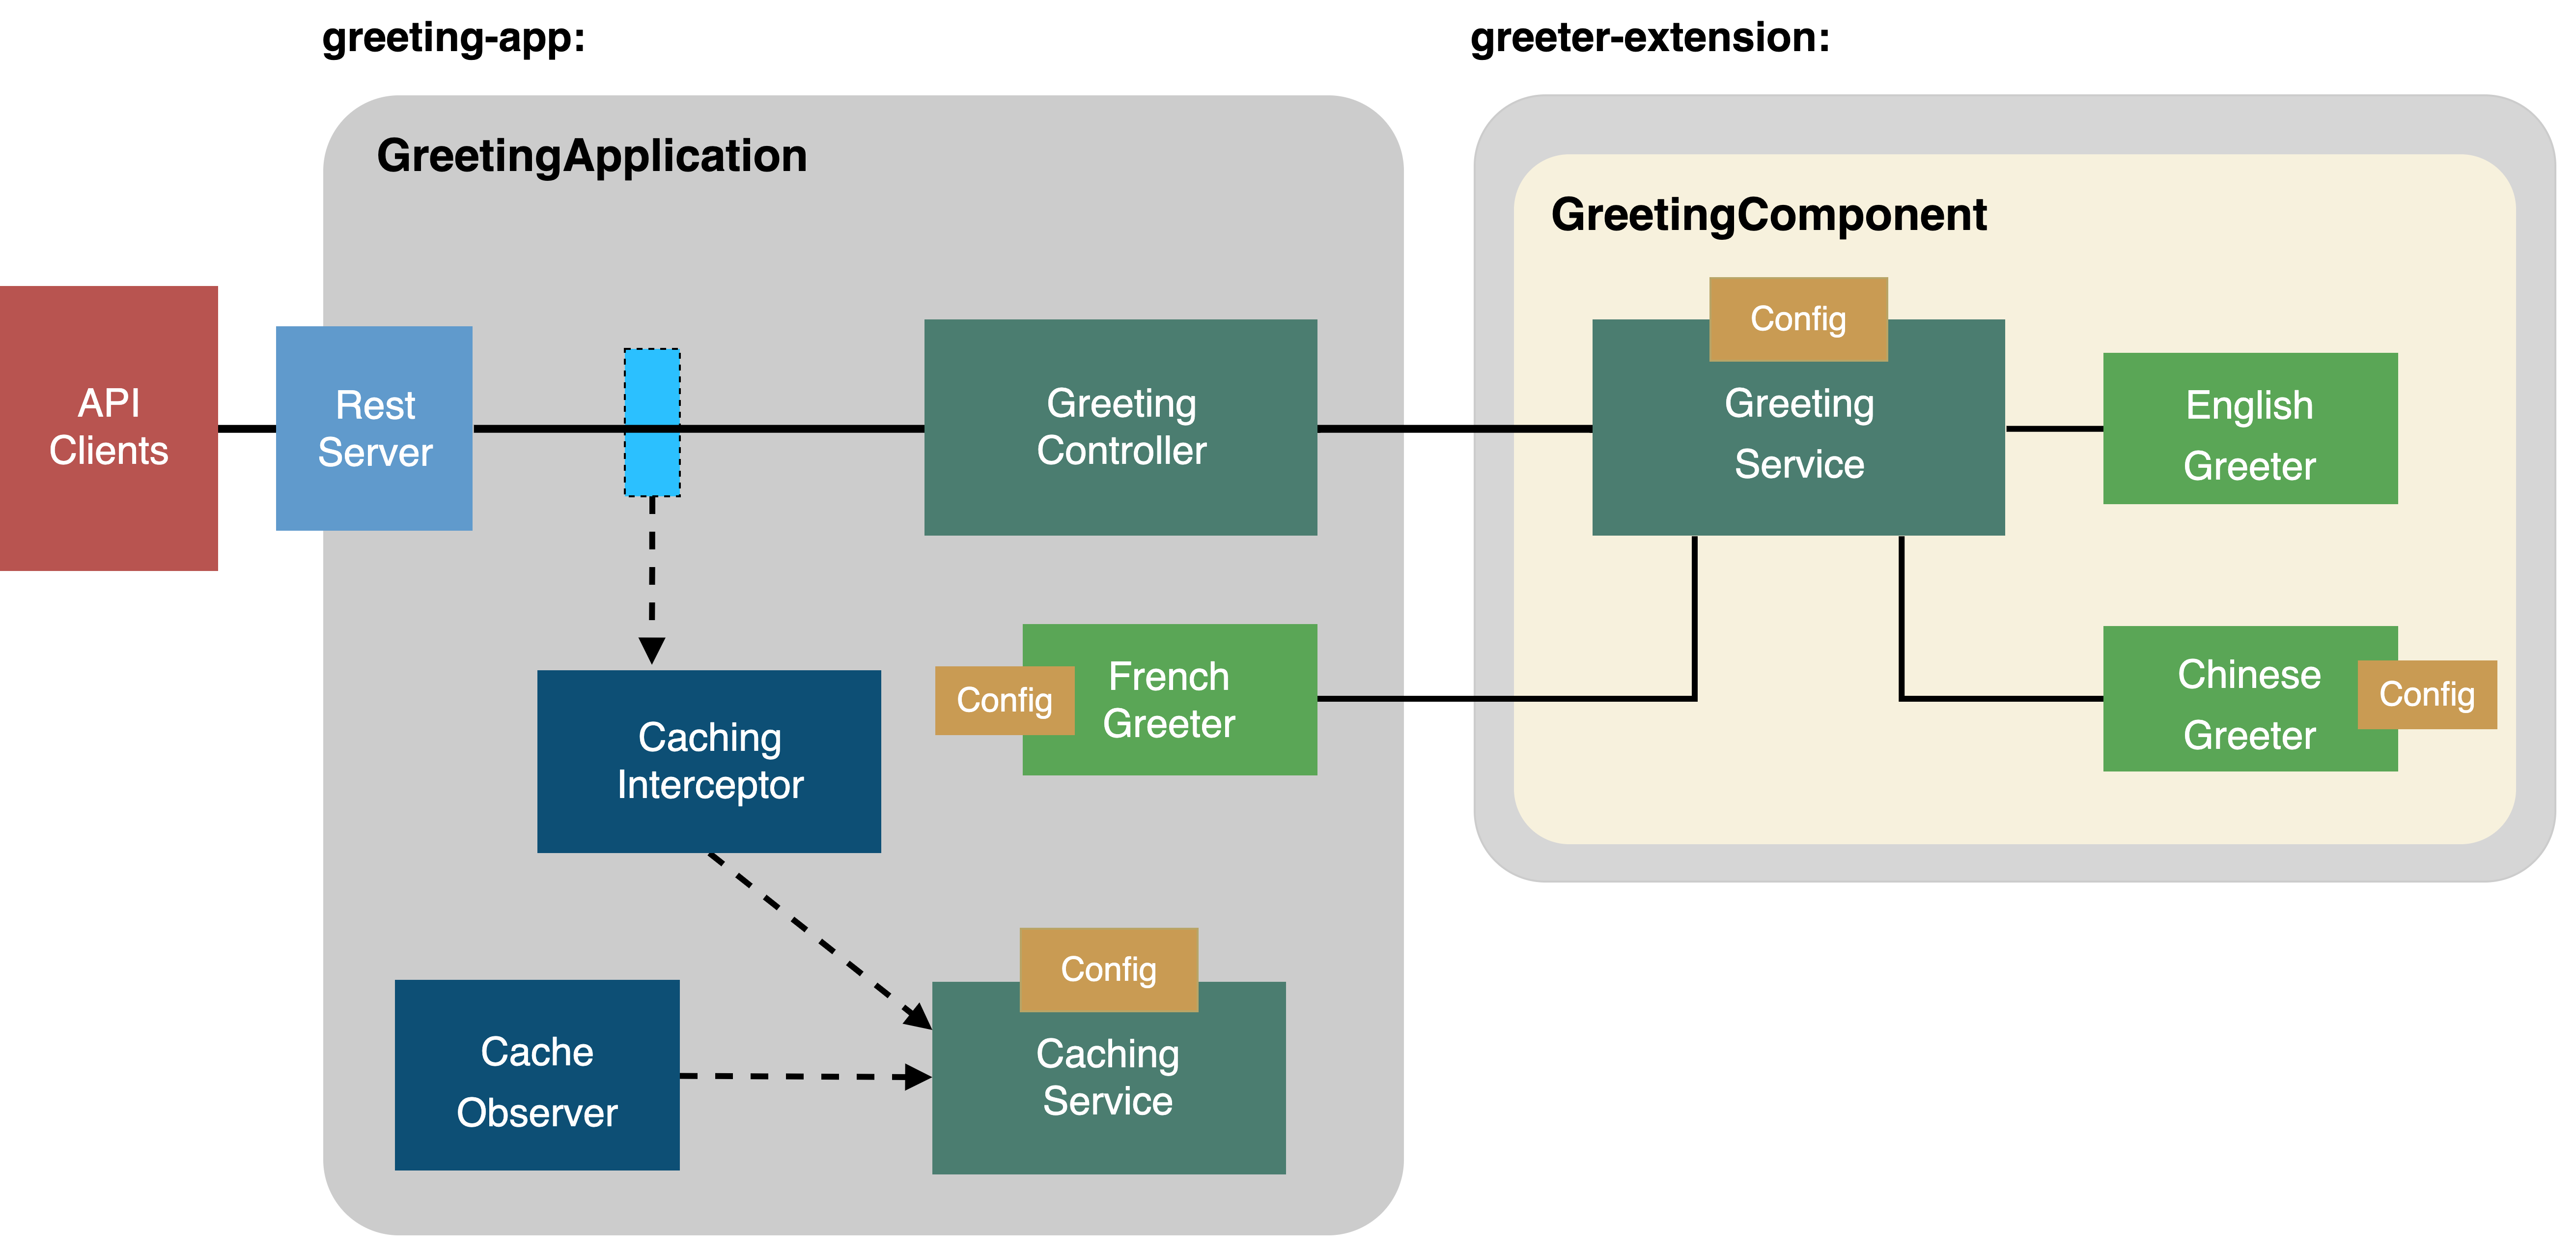 greeting-app:
greeter-extension:
GreetingApplication
GreetingComponent
API
Clients
Rest
Server
Greeting
Controller
Config
Greeting
Service
English
Greeter
Caching
Interceptor
Config
French
Greeter
Chinese
Greeter
Config
Cache
Observer
Config
Caching
Service